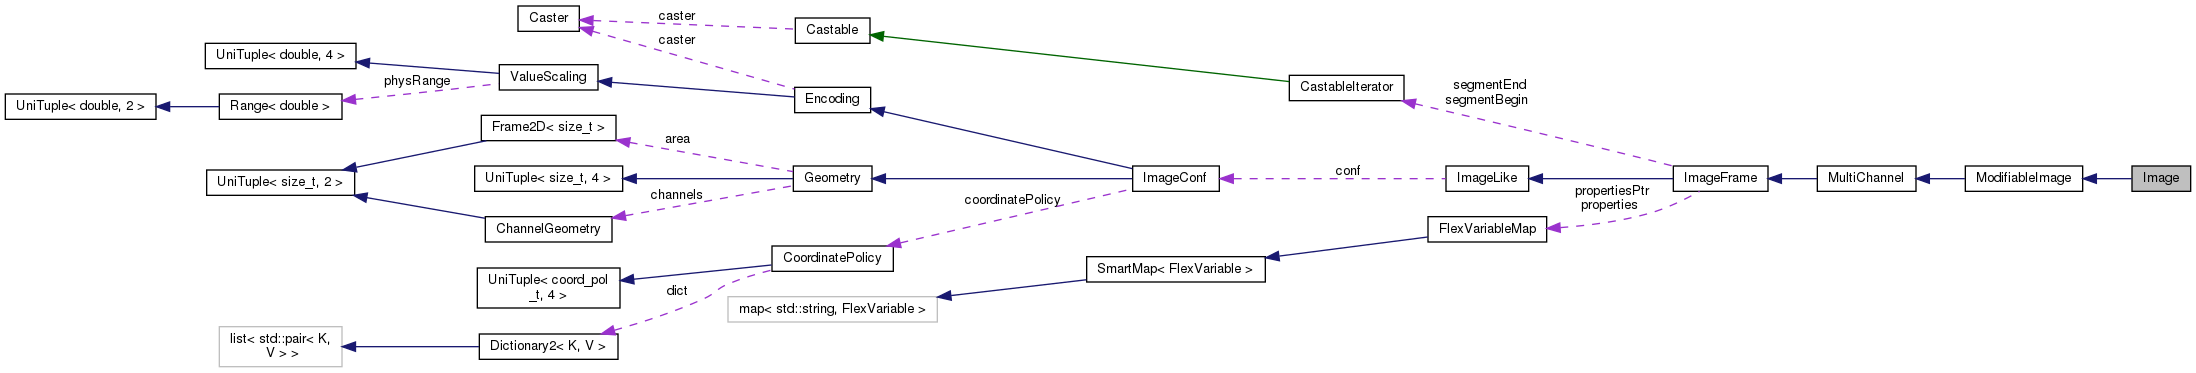 Caster
caster
Castable
caster
UniTuple< double, 4 >
ValueScaling
physRange
UniTuple< double, 2 >
Range< double >
Encoding
CastableIterator
segmentEnd
segmentBegin
Frame2D< size_t >
area
UniTuple< size_t, 2 >
UniTuple< size_t, 4 >
Geometry
channels
ChannelGeometry
ImageConf
conf
ImageLike
ImageFrame
MultiChannel
ModifiableImage
Image
propertiesPtr
properties
coordinatePolicy
FlexVariableMap
CoordinatePolicy
SmartMap< FlexVariable >
UniTuple< coord_pol
_t, 4 >
dict
map< std::string, FlexVariable >
list< std::pair< K,
V > >
Dictionary2< K, V >